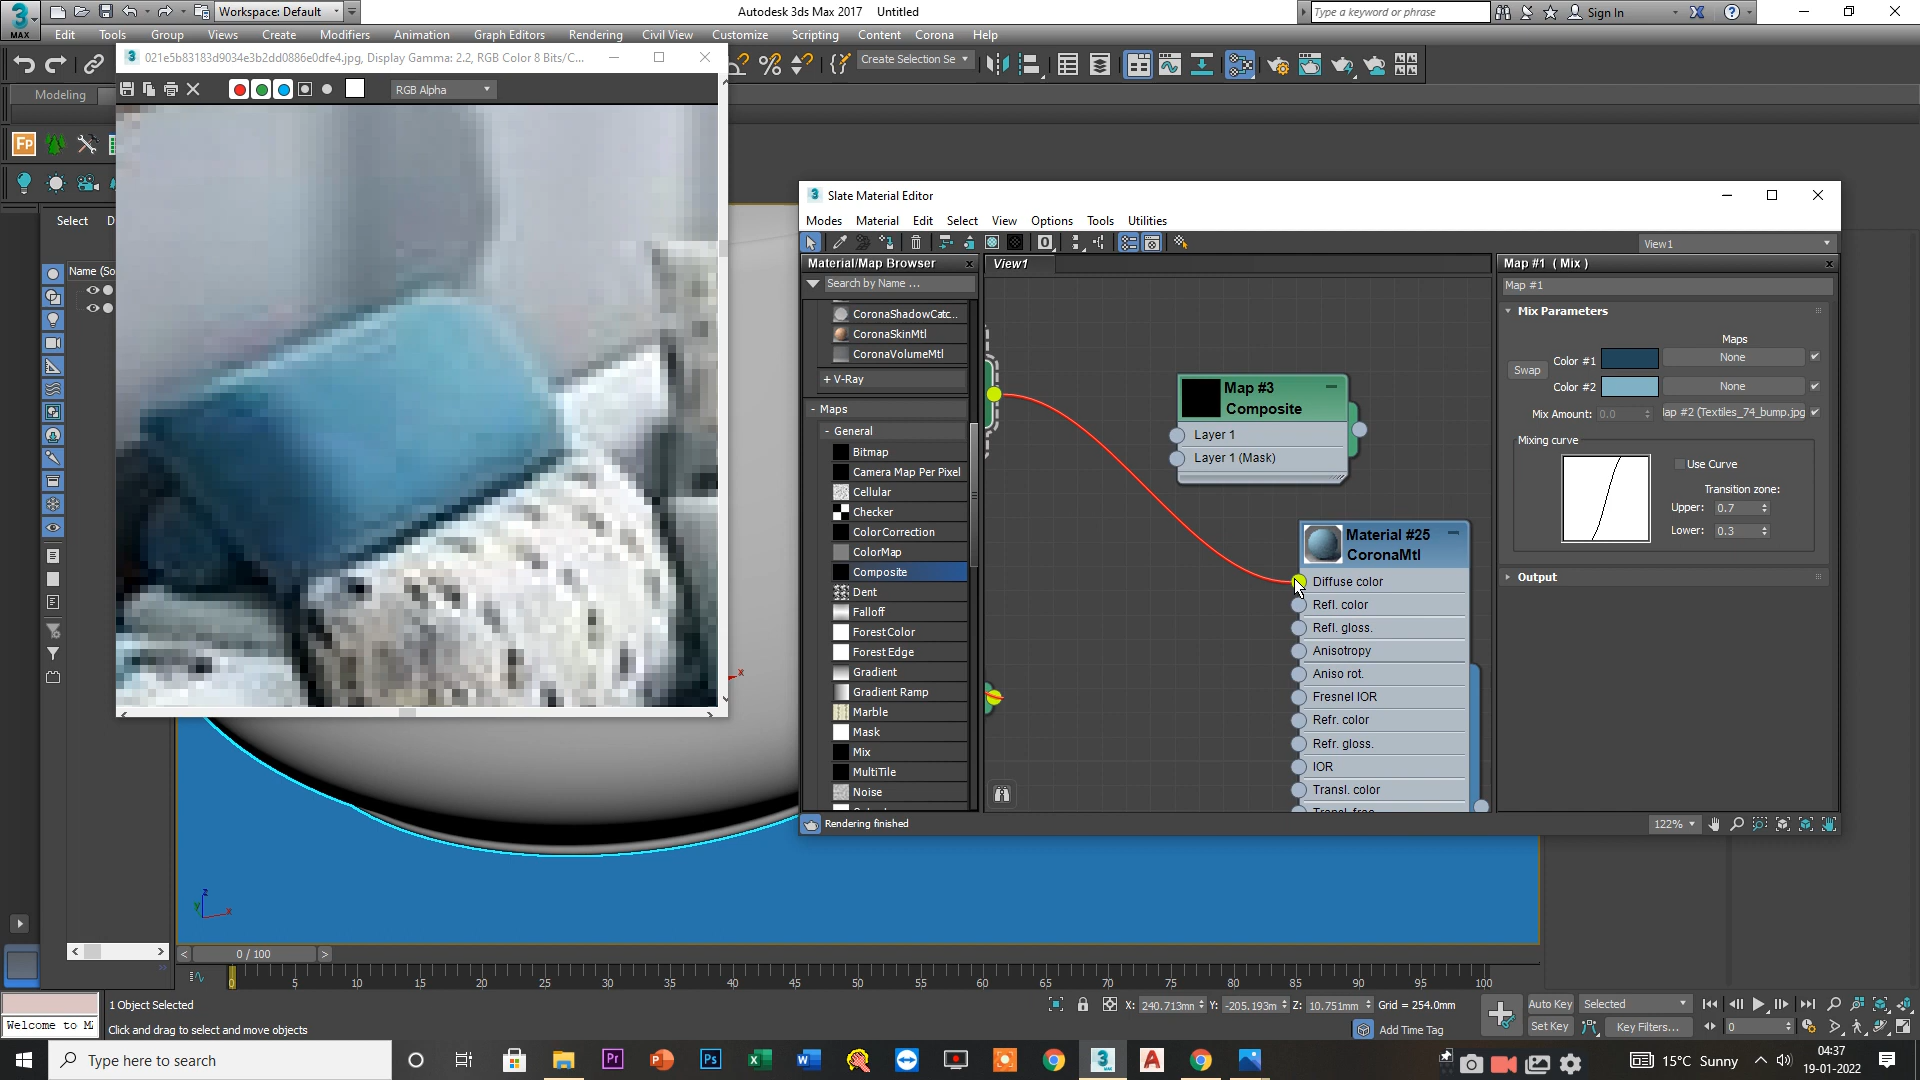 Workspace: Default
Autodesk 3ds Max 2017    Untitled
Type a keyword or phrase
Sign In
MAX
Edit  Tools  Group  Views  Create  Modifiers  Animation  Graph Editors  Rendering  Civil View  Customize  Scripting  Content  Corona  Help
021e5b83183d9034e3b2dd0886e0dfe4.jpg, Display Gamma: 2.2, RGB Color 8 Bits/C...
Create Selection Se
RGB Alpha
Modeling
Fp
Select
Name (So
Slate Material Editor
Modes  Material  Edit  Select  View  Options  Tools  Utilities
View1
Material/Map Browser
View1
Map #1 ( Mix )
Search by Name ...
Map #1
CoronaShadowCatc...
CoronaSkinMtl
CoronaVolumeMtl
+ V-Ray
- Maps
- General
Bitmap
Camera Map Per Pixel
Cellular
Checker
ColorCorrection
ColorMap
Composite
Dent
Falloff
ForestColor
ForestEdge
Gradient
Gradient Ramp
Marble
Mask
Mix
MultiTile
Noise
Map #3
Composite
Layer 1
Layer 1 (Mask)
Material #25
CoronaMtl
Diffuse color
Refl. color
Refl. gloss.
Anisotropy
Aniso rot.
Fresnel IOR
Refr. color
Refr. gloss.
IOR
Transl. color
Mix Parameters
Maps
Swap
Color #1  None
Color #2  None
Mix Amount: 0.0  lap #2 (Textiles_74_bump.jpg
Mixing curve
Use Curve
Transition zone:
Upper: 0.7
Lower: 0.3
Output
Rendering finished
122%
x
z
y
x
0 / 100
0  5  10  15  20  25  30  35  40  45  50  55  60  65  70  75  80  85  90  95  100
1 Object Selected
X: 240.713mm  Y: -205.193m  Z: 10.751mm  Grid = 254.0mm
Auto Key  Selected
Welcome to M
Click and drag to select and move objects
Add Time Tag
Set Key  Key Filters...  0
Type here to search
15°C Sunny
04:37
19-01-2022